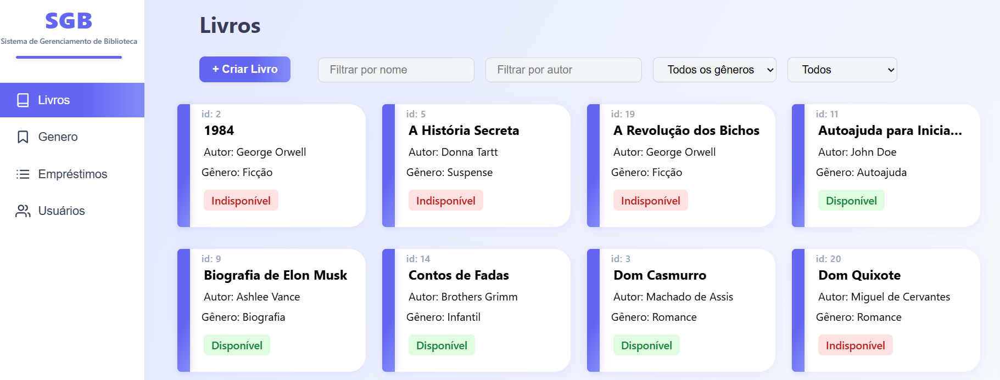 SGB
Sistema de Gerenciamento de Biblioteca
Livros
Genero
Empréstimos
Usuários
Livros
+ Criar Livro
Filtrar por nome
Filtrar por autor
Todos os gêneros
Todos
id: 2
1984
Autor: George Orwell
Gênero: Ficção
Indisponível
id: 5
A História Secreta
Autor: Donna Tartt
Gênero: Suspense
Indisponível
id: 19
A Revolução dos Bichos
Autor: George Orwell
Gênero: Ficção
Indisponível
id: 11
Autoajuda para Inicia...
Autor: John Doe
Gênero: Autoajuda
Disponível
id: 9
Biografia de Elon Musk
Autor: Ashlee Vance
Gênero: Biografia
Disponível
id: 14
Contos de Fadas
Autor: Brothers Grimm
Gênero: Infantil
Disponível
id: 3
Dom Casmurro
Autor: Machado de Assis
Gênero: Romance
Disponível
id: 20
Dom Quixote
Autor: Miguel de Cervantes
Gênero: Romance
Indisponível